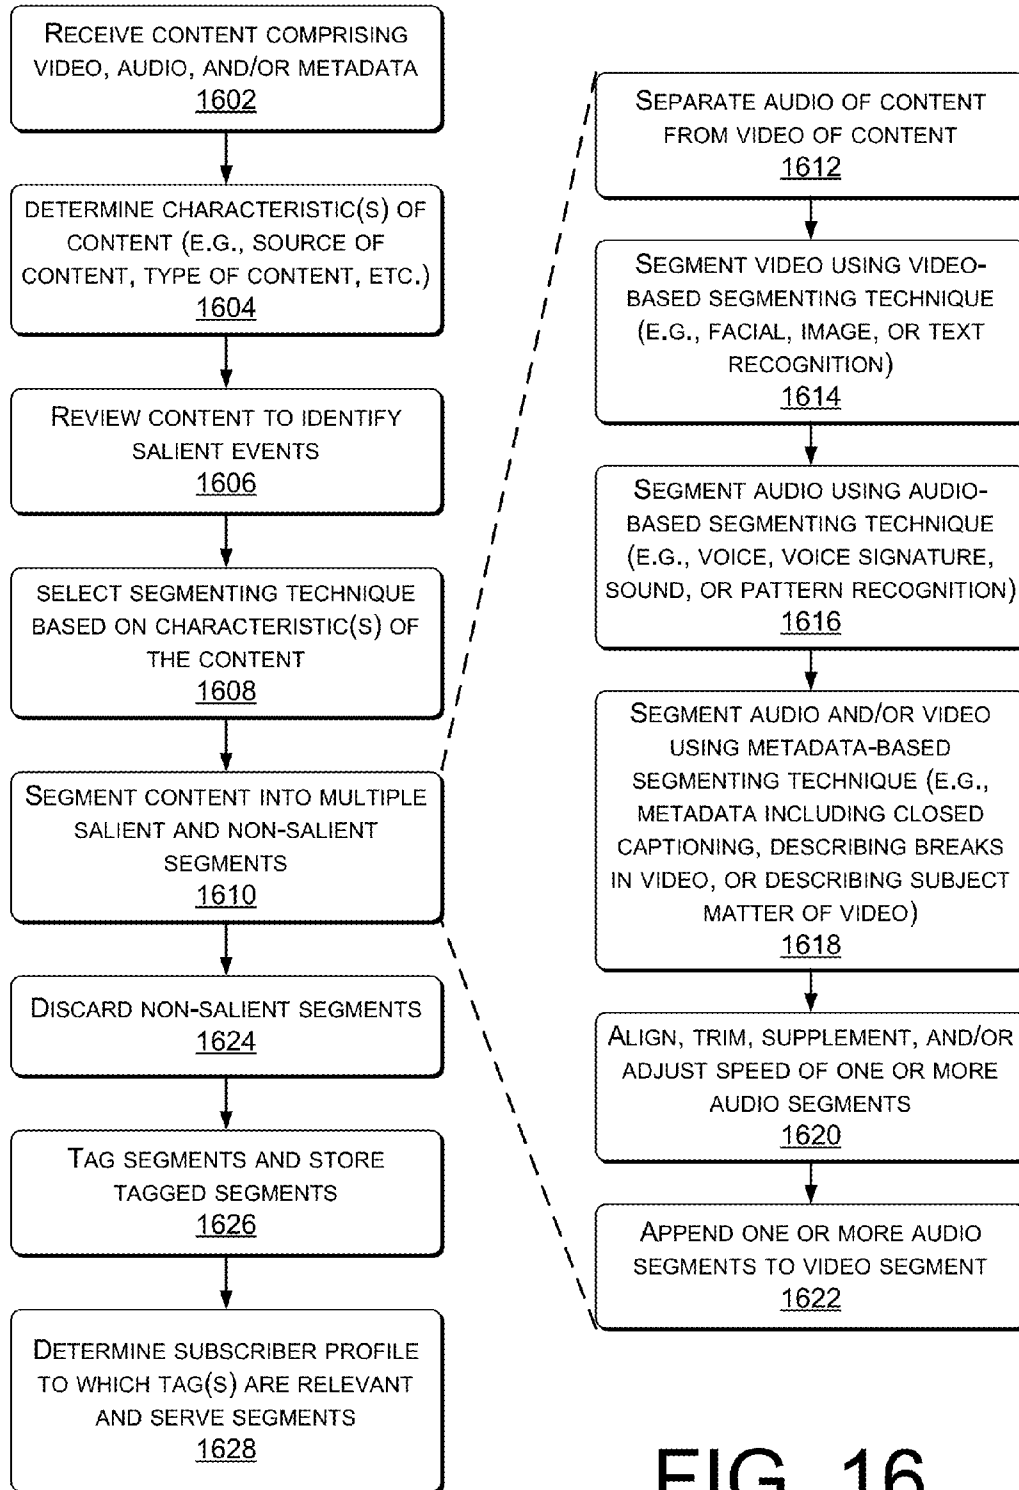 RECEIVE CONTENT COMPRISING
VIDEO, AUDIO, AND/OR METADATA
1602
DETERMINE CHARACTERISTIC(S) OF
CONTENT (E.G., SOURCE OF
CONTENT, TYPE OF CONTENT, ETC.)
1604
REVIEW CONTENT TO IDENTIFY
SALIENT EVENTS
1606
SELECT SEGMENTING TECHNIQUE
BASED ON CHARACTERISTIC(S) OF
THE CONTENT
1608
SEGMENT CONTENT INTO MULTIPLE
SALIENT AND NON-SALIENT
SEGMENTS
1610
DISCARD NON-SALIENT SEGMENTS
1624
TAG SEGMENTS AND STORE
TAGGED SEGMENTS
1626
DETERMINE SUBSCRIBER PROFILE
TO WHICH TAG(S) ARE RELEVANT
AND SERVE SEGMENTS
1628
SEPARATE AUDIO OF CONTENT
FROM VIDEO OF CONTENT
1612
SEGMENT VIDEO USING VIDEO-
BASED SEGMENTING TECHNIQUE
(E.G., FACIAL, IMAGE, OR TEXT
RECOGNITION)
1614
SEGMENT AUDIO USING AUDIO-
BASED SEGMENTING TECHNIQUE
(E.G., VOICE, VOICE SIGNATURE,
SOUND, OR PATTERN RECOGNITION)
1616
SEGMENT AUDIO AND/OR VIDEO
USING METADATA-BASED
SEGMENTING TECHNIQUE (E.G.,
METADATA INCLUDING CLOSED
CAPTIONING, DESCRIBING BREAKS
IN VIDEO, OR DESCRIBING SUBJECT
MATTER OF VIDEO)
1618
ALIGN, TRIM, SUPPLEMENT, AND/OR
ADJUST SPEED OF ONE OR MORE
AUDIO SEGMENTS
1620
APPEND ONE OR MORE AUDIO
SEGMENTS TO VIDEO SEGMENT
1622
FIG. 16